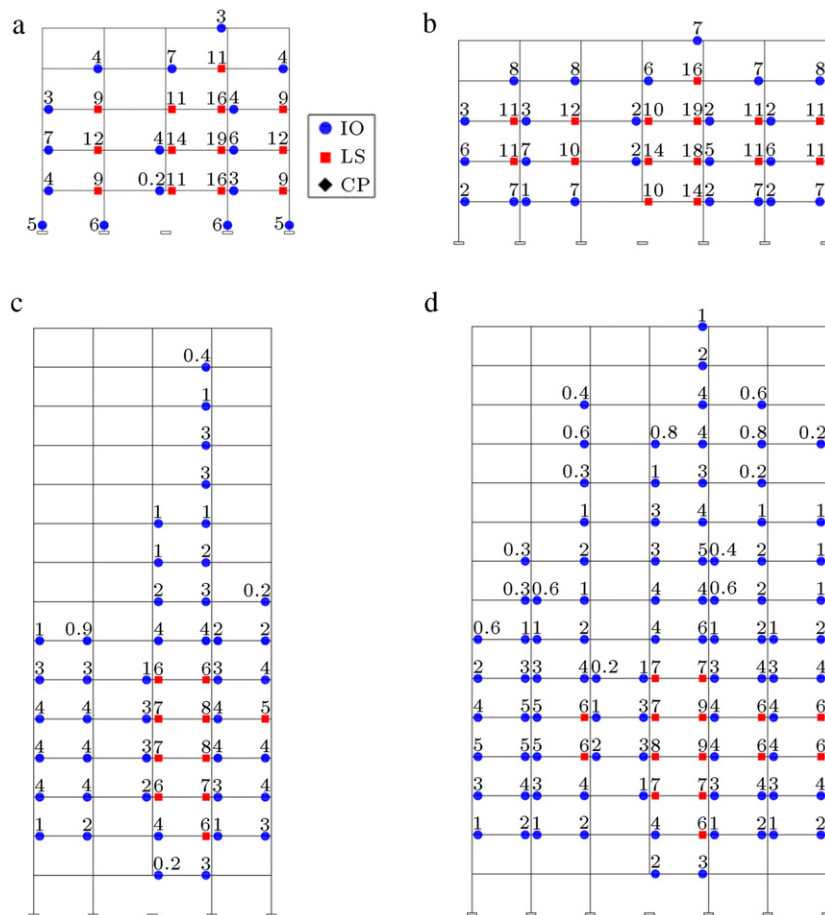 a
3
4 7 11 4
3 9 11 16 4 9
7 12 4 14 19 6 12
4 9 0.2 11 16 3 9
5 6 6 5
IO
LS
CP
b
7
8 8 6 16 7 8
3 11 3 12 2 10 19 2 11 2 11
6 11 7 10 2 14 18 5 11 6 11
2 7 1 7 10 14 2 7 2 7
c
0.4
1
3
3
1 1
1 2
2 3 0.2
1 0.9 4 4 2 2
3 3 1 6 6 3 4
4 4 3 7 8 4 5
4 4 3 7 8 4 4
4 4 2 6 7 3 4
1 2 4 6 1 3
0.2 3
d
1
2
0.4 4 0.6
0.6 0.8 4 0.8 0.2
0.3 1 3 0.2
1 3 4 1 1
0.3 2 3 5 0.4 2 1
0.3 0.6 1 4 4 0.6 2 1
0.6 1 1 2 4 6 1 2 1 2
2 3 3 4 0.2 1 7 7 3 4 3 4
4 5 5 6 1 3 7 9 4 6 4 6
5 5 5 6 2 3 8 9 4 6 4 6
3 4 3 4 1 7 7 3 4 3 4
1 2 1 2 4 6 1 2 1 2
2 3